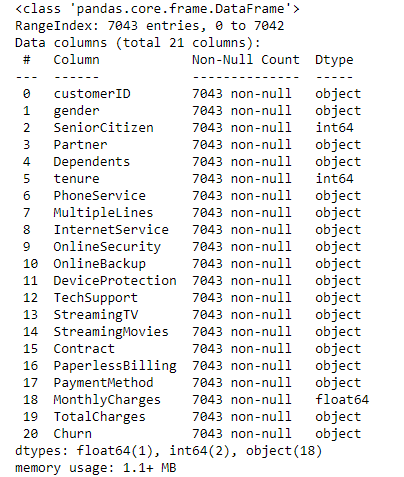 <class 'pandas.core.frame.DataFrame'>
RangeIndex: 7043 entries, 0 to 7042
Data columns (total 21 columns):
 #   Column            Non-Null Count  Dtype
---  ------            --------------  -----
 0   customerID        7043 non-null   object
 1   gender            7043 non-null   object
 2   SeniorCitizen     7043 non-null   int64
 3   Partner           7043 non-null   object
 4   Dependents        7043 non-null   object
 5   tenure            7043 non-null   int64
 6   PhoneService      7043 non-null   object
 7   MultipleLines     7043 non-null   object
 8   InternetService   7043 non-null   object
 9   OnlineSecurity    7043 non-null   object
 10  OnlineBackup      7043 non-null   object
 11  DeviceProtection  7043 non-null   object
 12  TechSupport       7043 non-null   object
 13  StreamingTV       7043 non-null   object
 14  StreamingMovies   7043 non-null   object
 15  Contract          7043 non-null   object
 16  PaperlessBilling  7043 non-null   object
 17  PaymentMethod     7043 non-null   object
 18  MonthlyCharges    7043 non-null   float64
 19  TotalCharges      7043 non-null   object
 20  Churn             7043 non-null   object
dtypes: float64(1), int64(2), object(18)
memory usage: 1.1+ MB